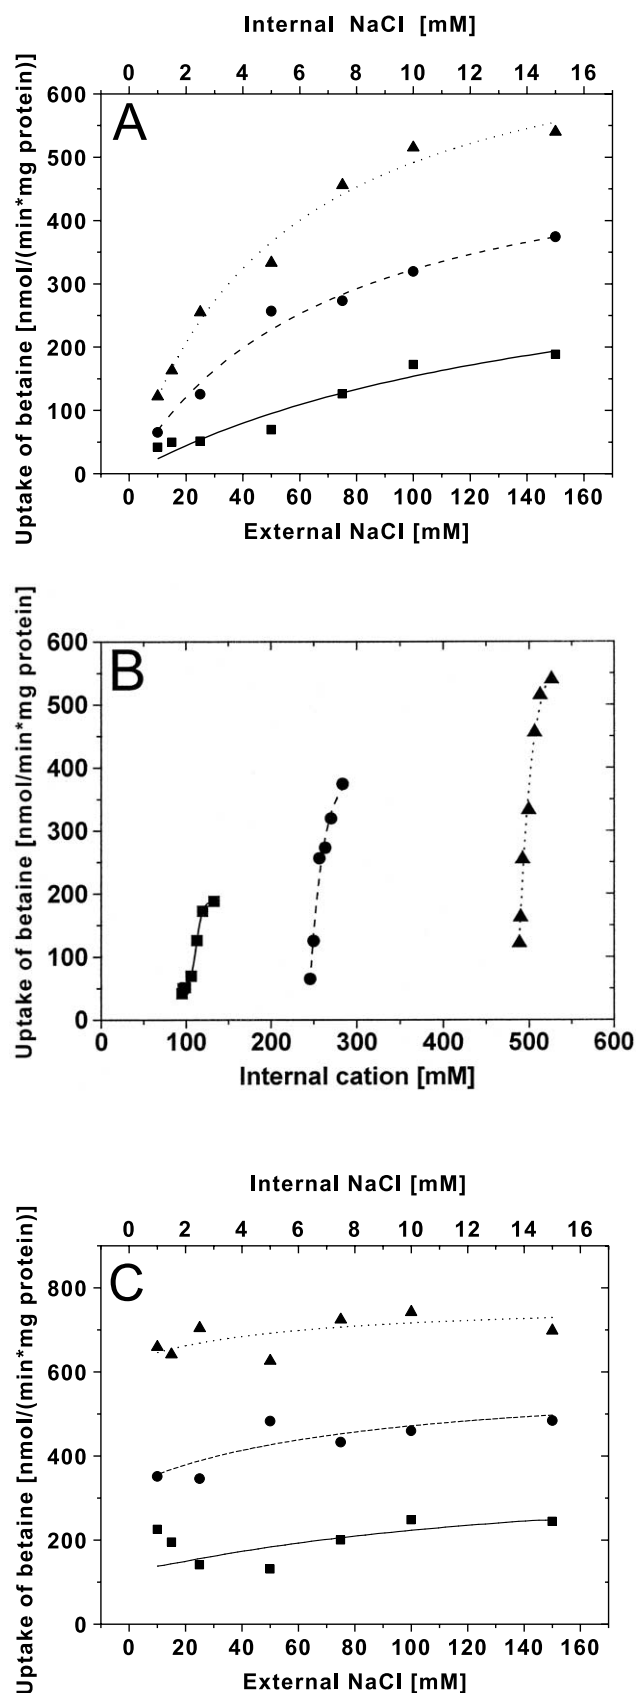 Internal NaCl [mM]
0 2 4 6 8 10 12 14 16
A
600
500
400
300
200
100
0
Uptake of betaine [nmol/(min*mg protein)]
0 20 40 60 80 100 120 140 160
External NaCl [mM]
B
600
500
400
300
200
100
0
Uptake of betaine [nmol/min*mg protein]
0 100 200 300 400 500 600
Internal cation [mM]
Internal NaCl [mM]
0 2 4 6 8 10 12 14 16
C
800
600
400
200
0
Uptake of betaine [nmol/(min*mg protein)]
0 20 40 60 80 100 120 140 160
External NaCl [mM]